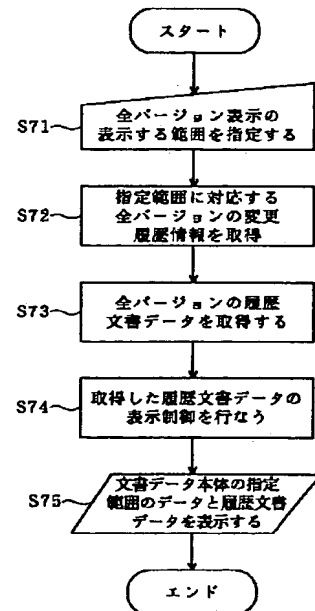 スタート
S71
全バージョン表示の
表示する範囲を指定する
S72
指定範囲に対応する
全バージョンの変更
履歴情報を取得
S73
全バージョンの履歴
文書データを取得する
S74
取得した履歴文書データの
表示制御を行なう
S75
文書データ本体の指定
範囲のデータと履歴文書
データを表示する
エンド